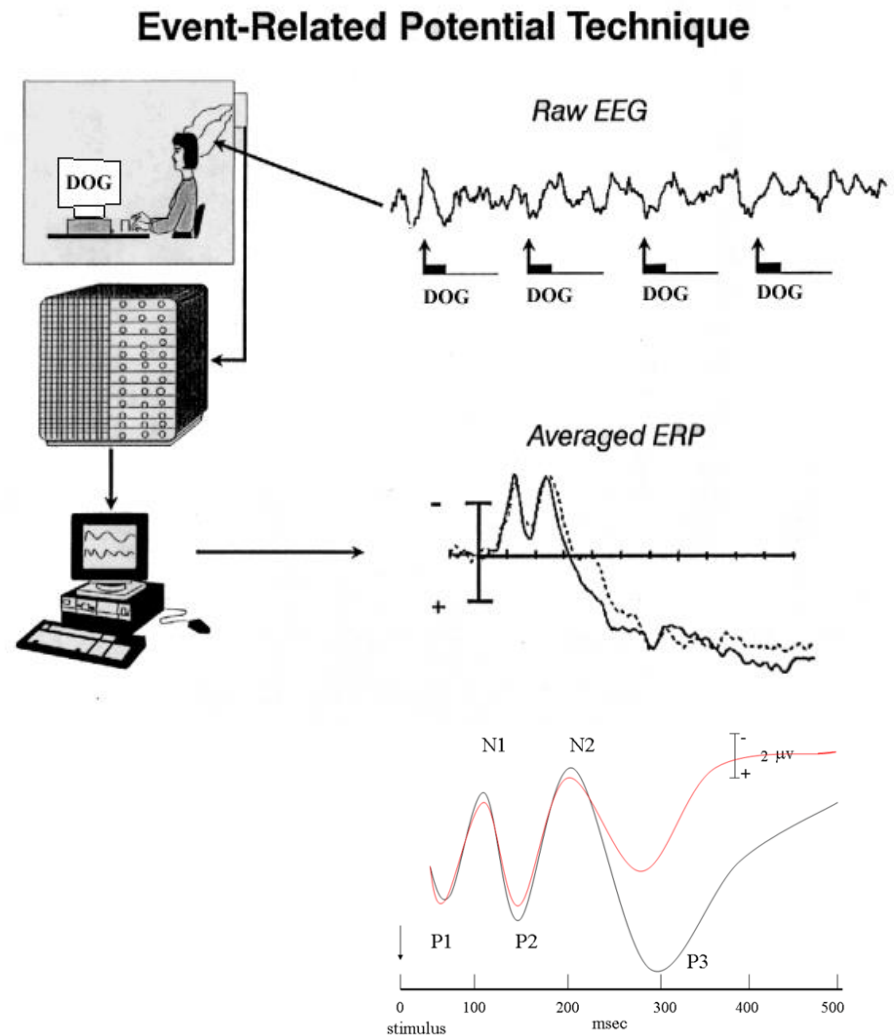 Event-Related Potential Technique
Raw EEG
DOG
DOG
DOG
DOG
DOG
Averaged ERP
-
+
N1
N2
-
2 μv
+
P1
P2
P3
0
100
200
300
400
500
stimulus
msec